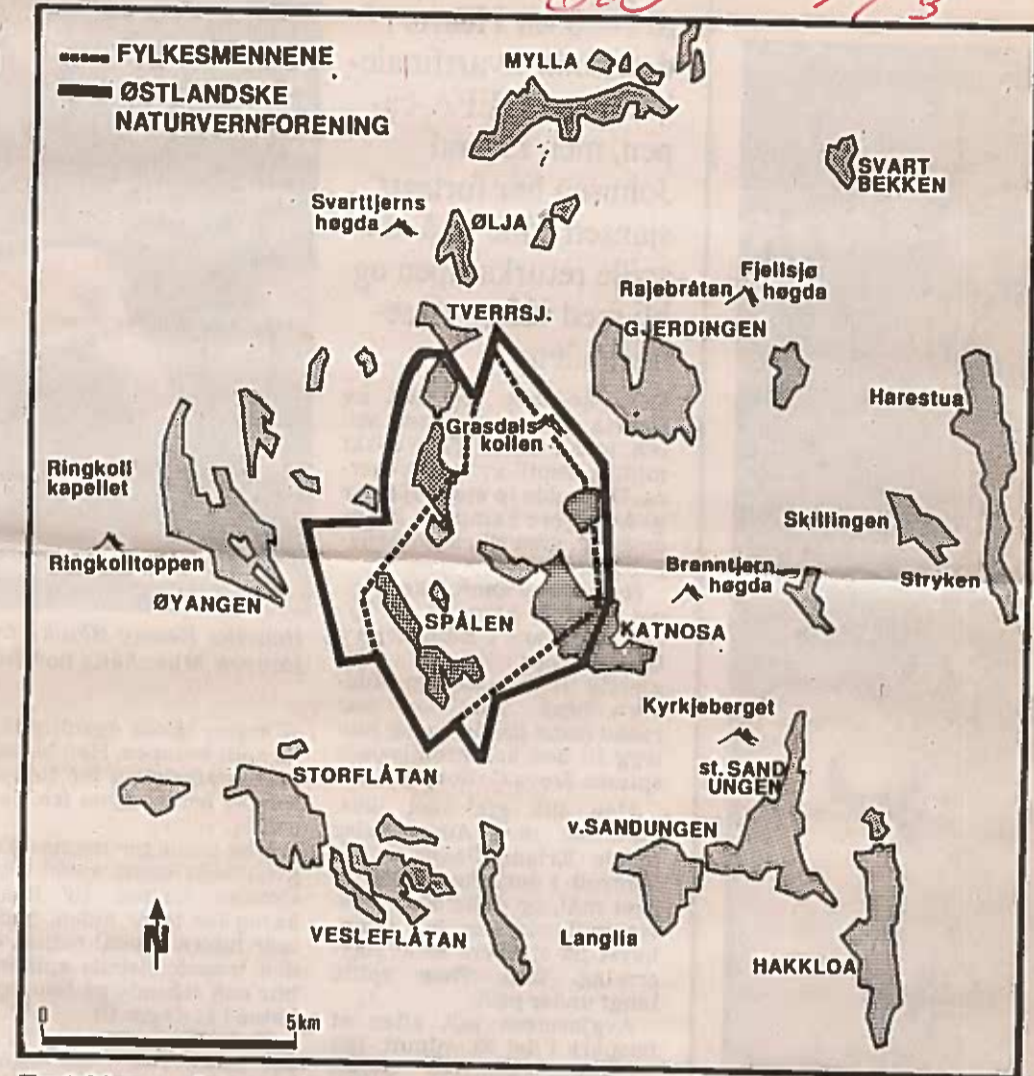 FYLKESMENNENE
ØSTLANDSKE
NATURVERNFORENING
MYLLA
SVART
BEKKEN
Svarttjerns
høgda
ØLJA
Fjellsjø
Rajebråtan høgda
TVERRSJ.
GJERDINGEN
Harestua
Grasdals
kollen
Ringkoll
kapellet
Skillingen
Ringkolltoppen
Branntjern
høgda
Stryken
ØYANGEN
SPÅLEN
KATNOSA
Kyrkjeberget
STORFLÅTAN
st.SAND
UNGEN
v.SANDUNGEN
VESLEFLÅTAN
Langlia
HAKKLOA
N
0
5km